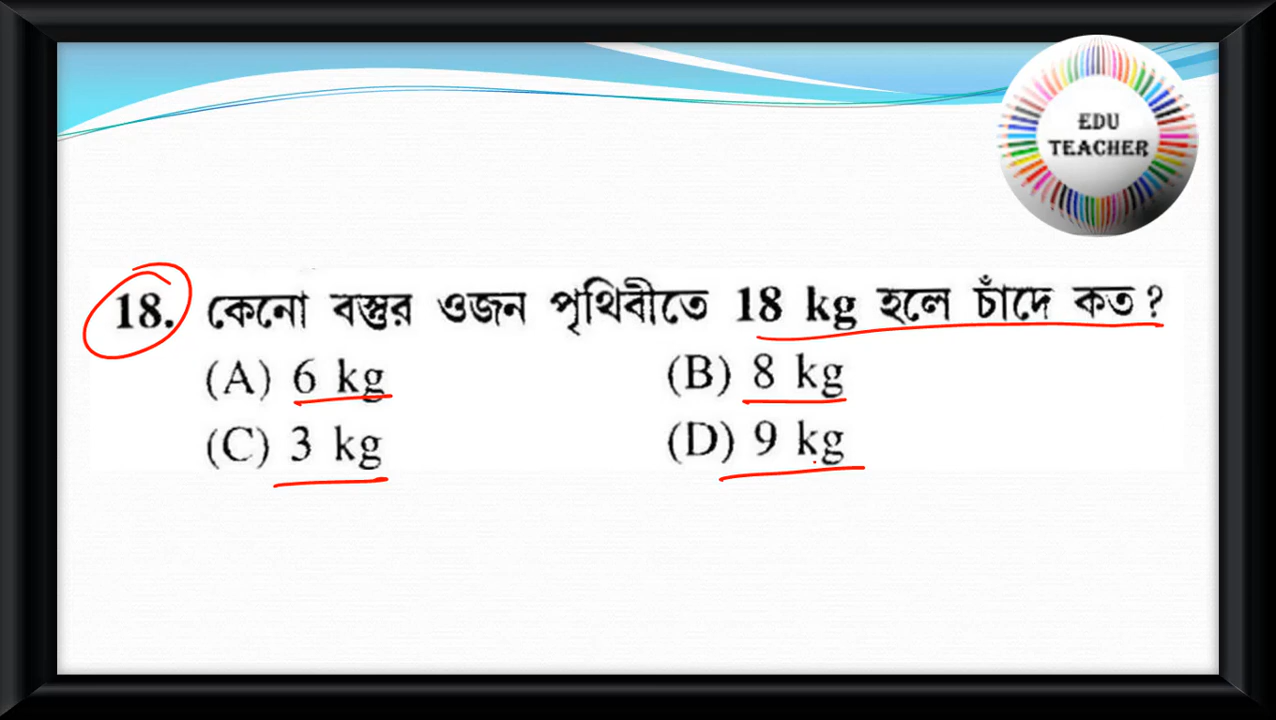 EDU
TEACHER
18. কেনো বস্তুর ওজন পৃথিবীতে 18 kg হলে চাঁদে কত?
(A) 6 kg (B) 8 kg
(C) 3 kg (D) 9 kg